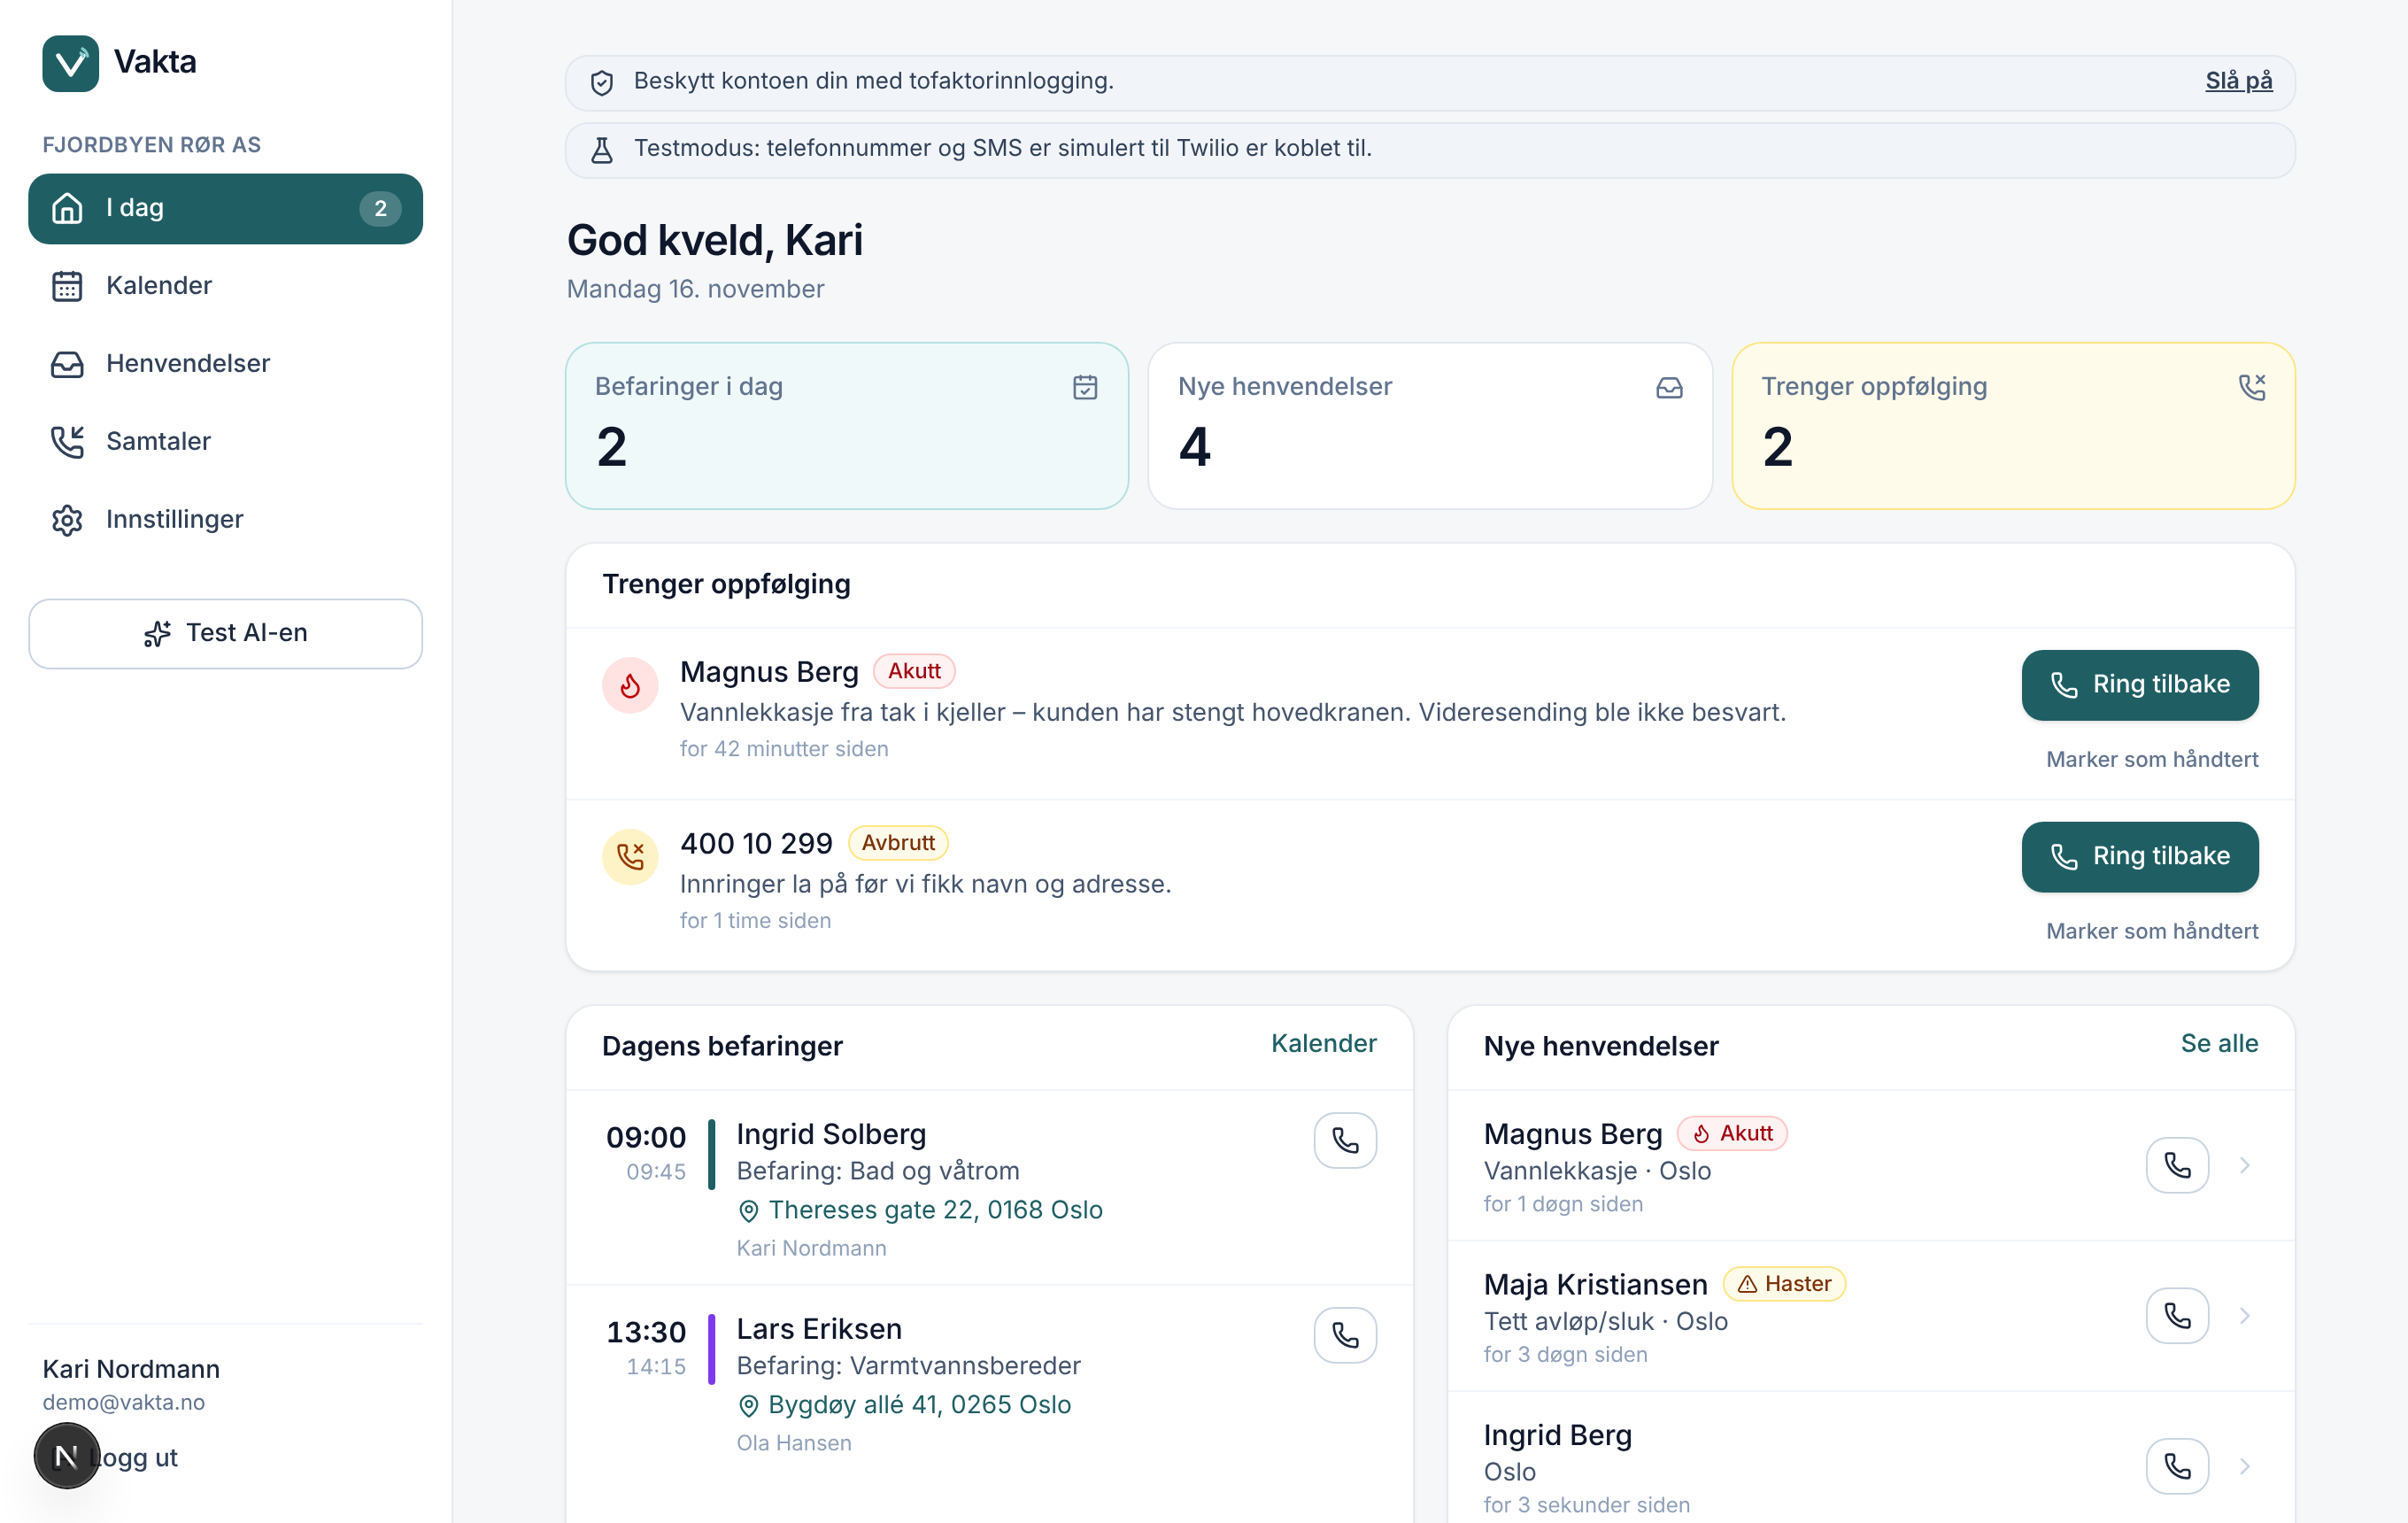 Vakta
FJORDBYEN RØR AS
I dag 2
Kalender
Henvendelser
Samtaler
Innstillinger
Test AI-en
Kari Nordmann
demo@vakta.no
N Logg ut
Beskytt kontoen din med tofaktorinnlogging. Slå på
Testmodus: telefonnummer og SMS er simulert til Twilio er koblet til.
God kveld, Kari
Mandag 16. november
Befaringer i dag
2
Nye henvendelser
4
Trenger oppfølging
2
Trenger oppfølging
Magnus Berg Akutt
Vannlekkasje fra tak i kjeller – kunden har stengt hovedkranen. Videresending ble ikke besvart.
for 42 minutter siden
Ring tilbake
Marker som håndtert
400 10 299 Avbrutt
Innringer la på før vi fikk navn og adresse.
for 1 time siden
Ring tilbake
Marker som håndtert
Dagens befaringer Kalender
09:00
09:45
Ingrid Solberg
Befaring: Bad og våtrom
Thereses gate 22, 0168 Oslo
Kari Nordmann
13:30
14:15
Lars Eriksen
Befaring: Varmtvannsbereder
Bygdøy allé 41, 0265 Oslo
Ola Hansen
Nye henvendelser Se alle
Magnus Berg Akutt
Vannlekkasje · Oslo
for 1 døgn siden
Maja Kristiansen Haster
Tett avløp/sluk · Oslo
for 3 døgn siden
Ingrid Berg
Oslo
for 3 sekunder siden